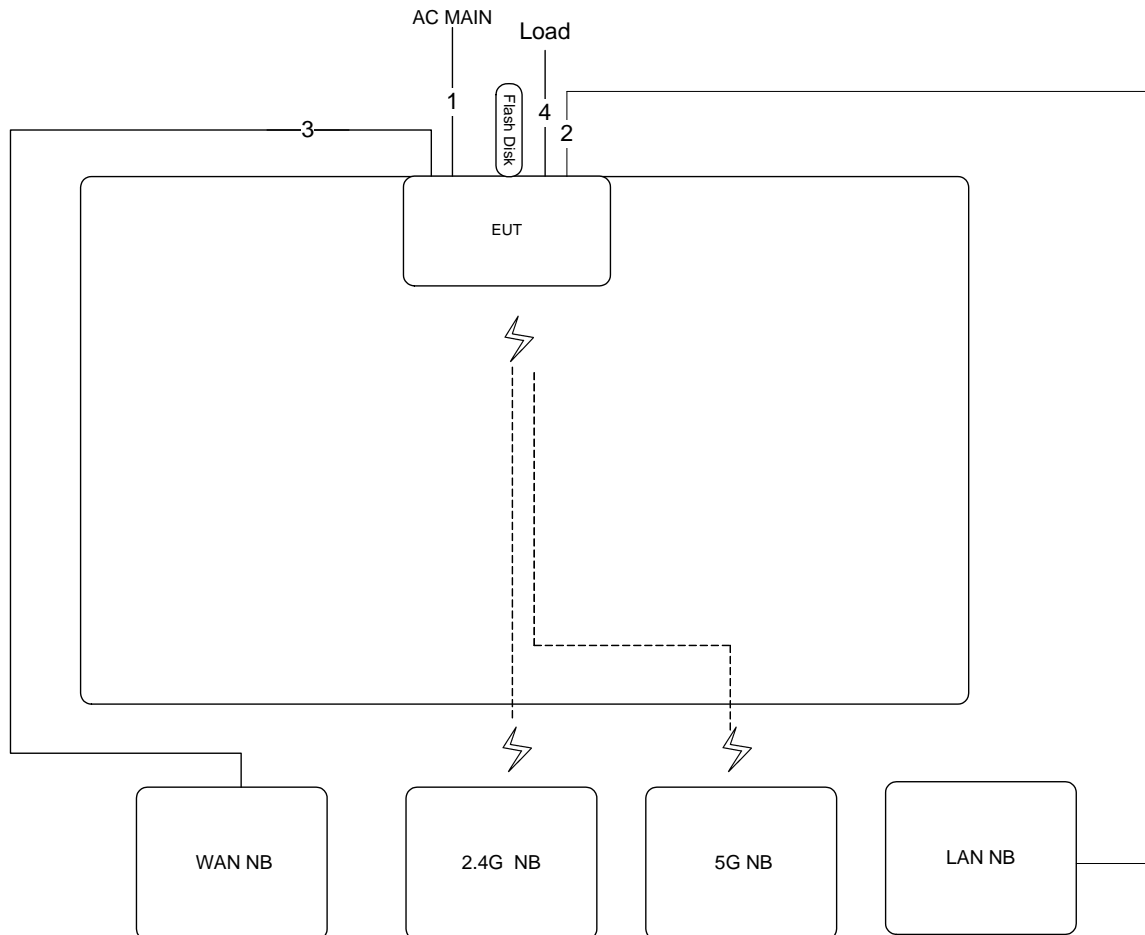 AC MAIN
Load
1
Flash Disk
4
2
3
EUT
WAN NB
2.4G NB
5G NB
LAN NB